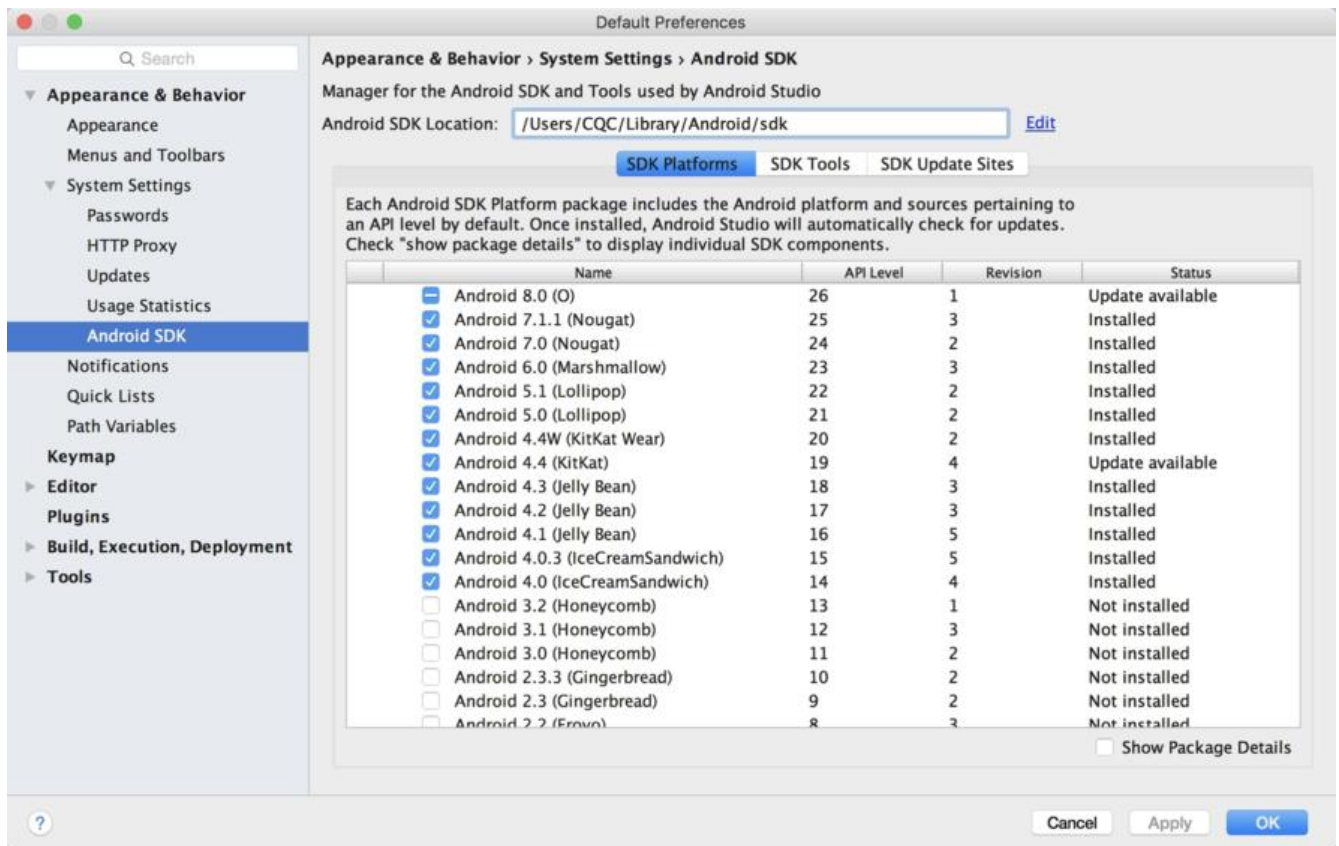 Default Preferences
Search
Appearance & Behavior
Appearance
Menus and Toolbars
System Settings
Passwords
HTTP Proxy
Updates
Usage Statistics
Android SDK
Notifications
Quick Lists
Path Variables
Keymap
Editor
Plugins
Build, Execution, Deployment
Tools
Appearance & Behavior › System Settings › Android SDK
Manager for the Android SDK and Tools used by Android Studio
Android SDK Location: /Users/CQC/Library/Android/sdk Edit
SDK Platforms SDK Tools SDK Update Sites
Each Android SDK Platform package includes the Android platform and sources pertaining to
an API level by default. Once installed, Android Studio will automatically check for updates.
Check "show package details" to display individual SDK components.
Name API Level Revision Status
Android 8.0 (O) 26 1 Update available
Android 7.1.1 (Nougat) 25 3 Installed
Android 7.0 (Nougat) 24 2 Installed
Android 6.0 (Marshmallow) 23 3 Installed
Android 5.1 (Lollipop) 22 2 Installed
Android 5.0 (Lollipop) 21 2 Installed
Android 4.4W (KitKat Wear) 20 2 Installed
Android 4.4 (KitKat) 19 4 Update available
Android 4.3 (Jelly Bean) 18 3 Installed
Android 4.2 (Jelly Bean) 17 3 Installed
Android 4.1 (Jelly Bean) 16 5 Installed
Android 4.0.3 (IceCreamSandwich) 15 5 Installed
Android 4.0 (IceCreamSandwich) 14 4 Installed
Android 3.2 (Honeycomb) 13 1 Not installed
Android 3.1 (Honeycomb) 12 3 Not installed
Android 3.0 (Honeycomb) 11 2 Not installed
Android 2.3.3 (Gingerbread) 10 2 Not installed
Android 2.3 (Gingerbread) 9 2 Not installed
Android 2.2 (Froyo) 8 3 Not installed
Show Package Details
? Cancel Apply OK